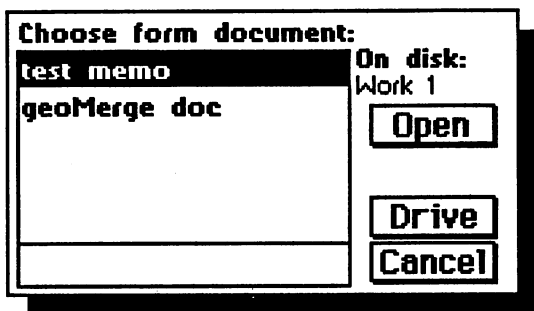 Choose form document:
test memo
geoMerge doc
On disk:
Work 1
Open
Drive
Cancel